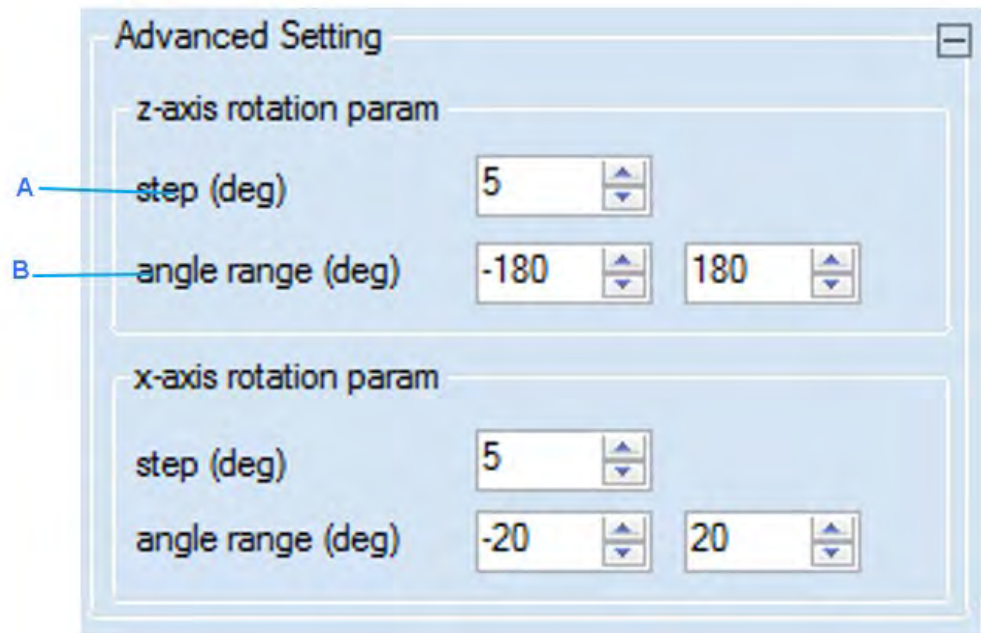 Advanced Setting
z-axis rotation param
A step (deg) 5
B angle range (deg) -180 180
x-axis rotation param
step (deg) 5
angle range (deg) -20 20